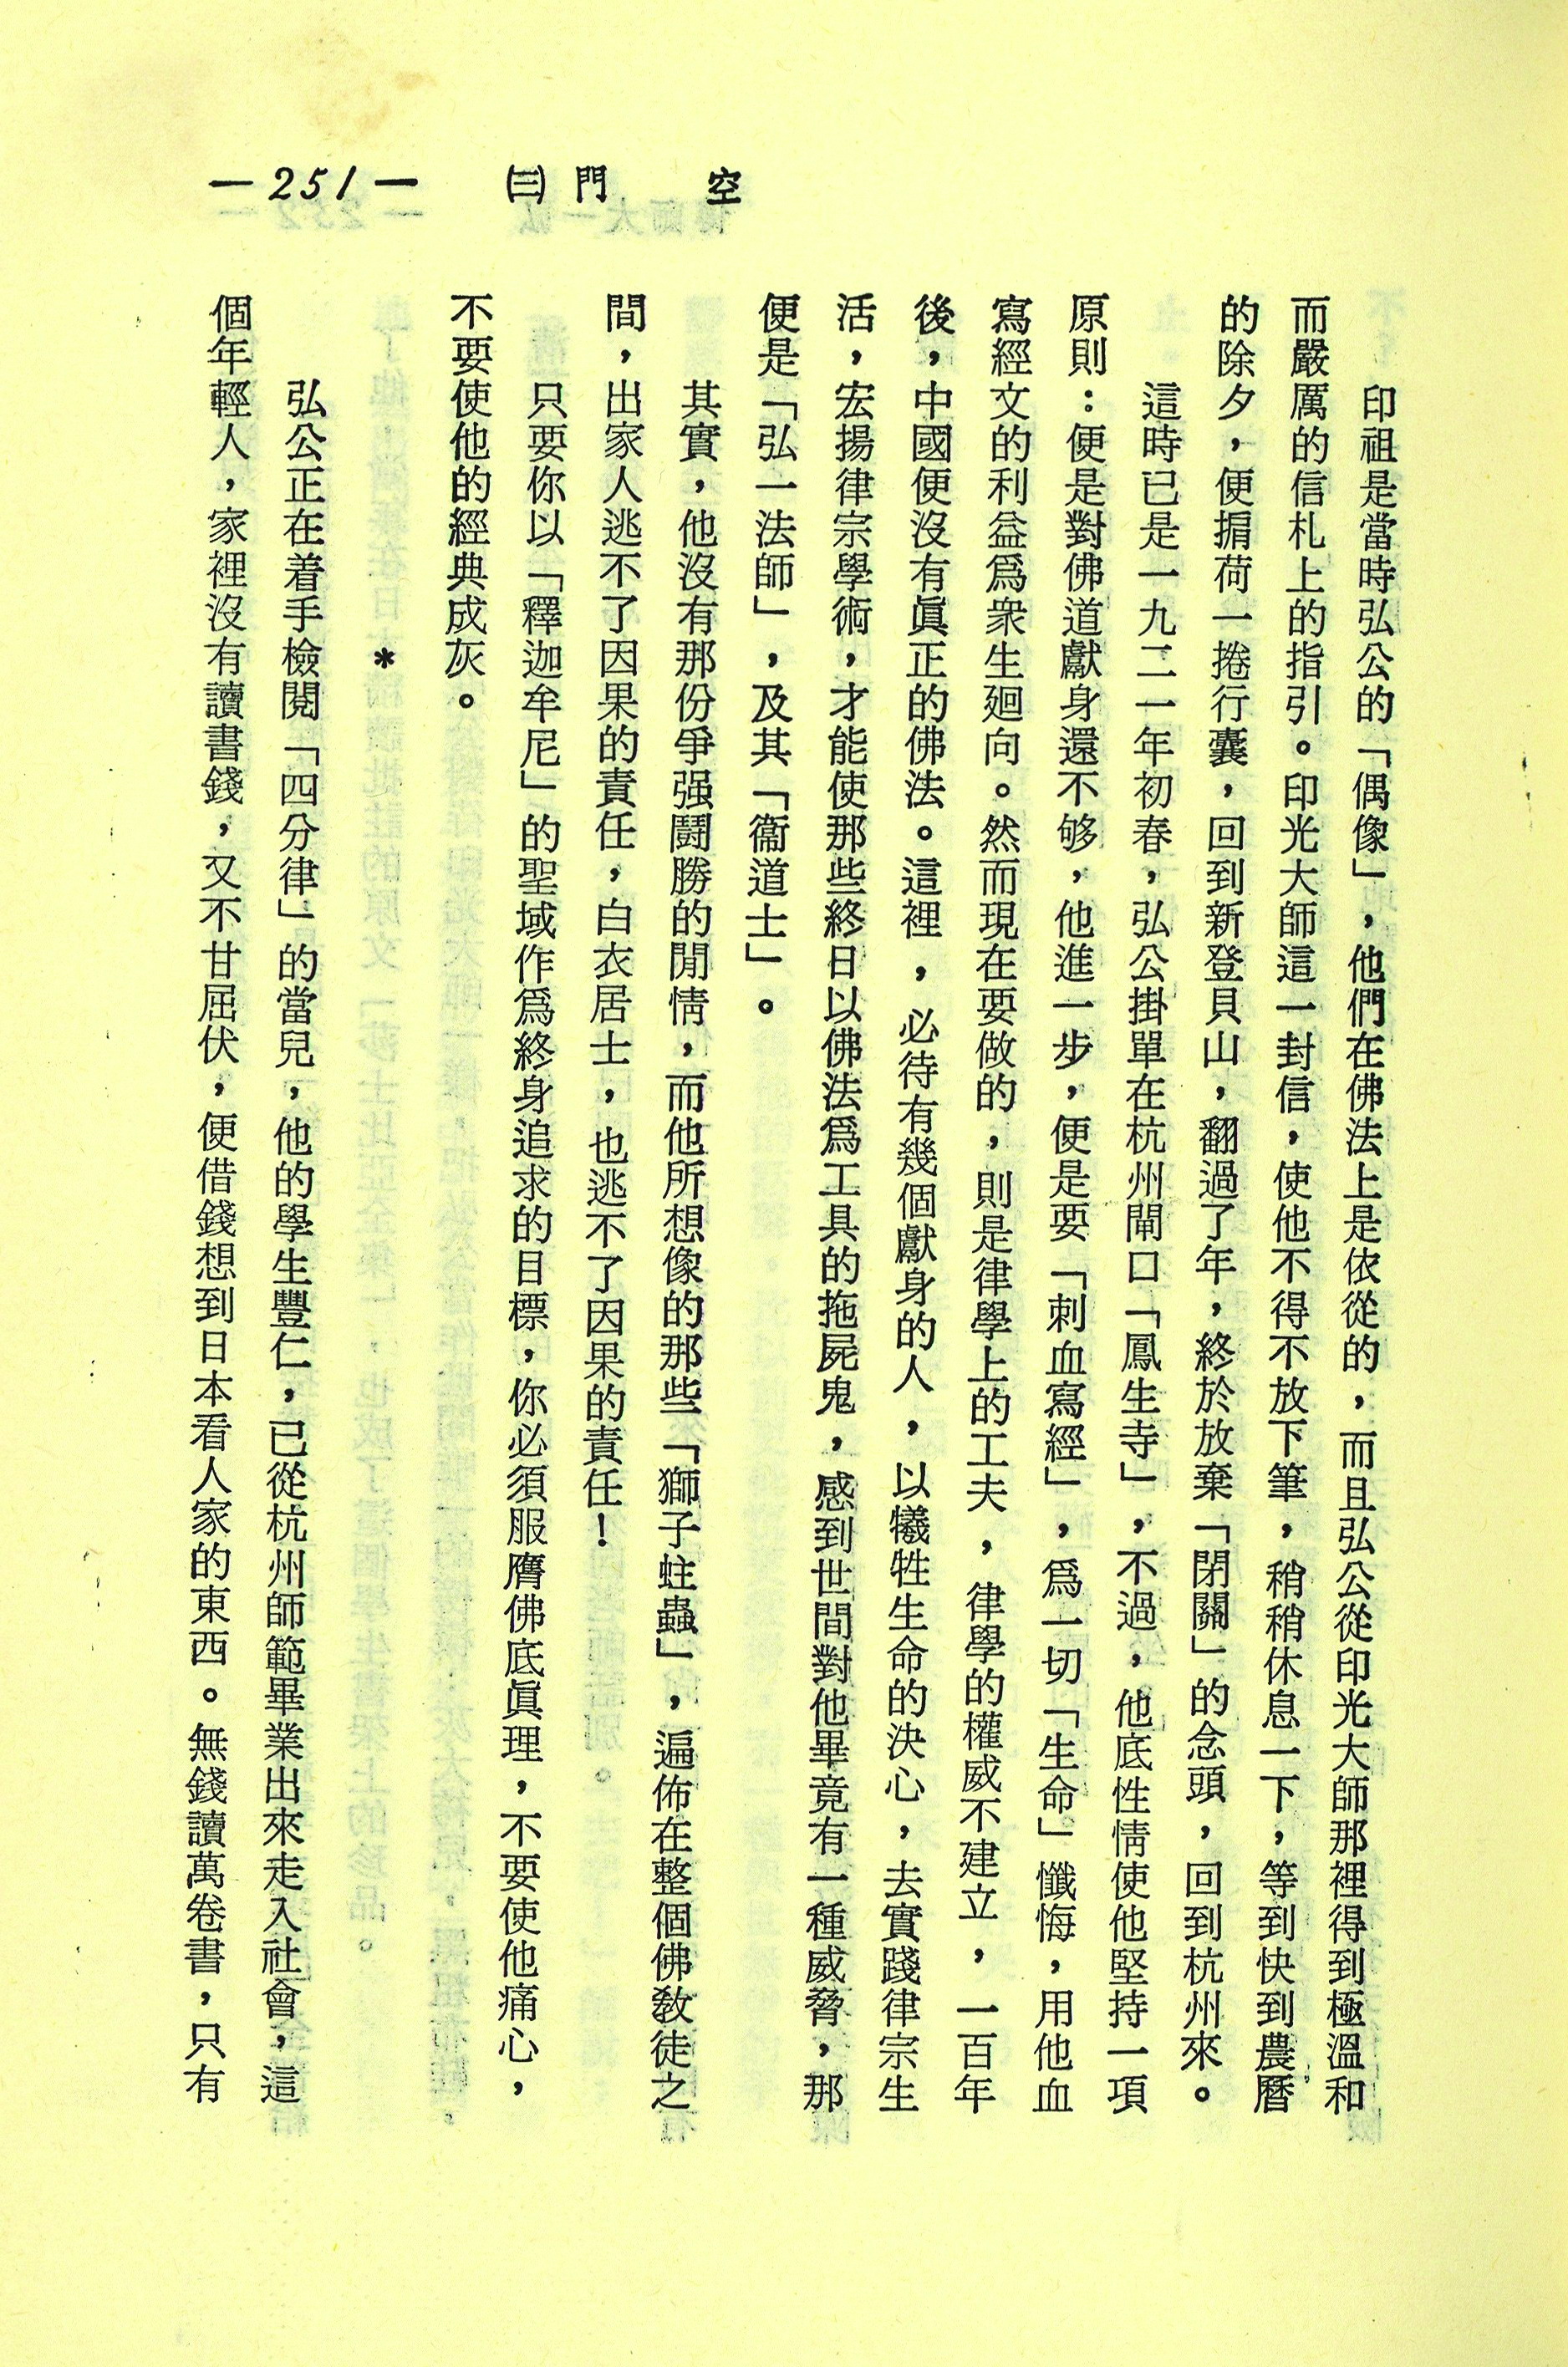 空門㈢ —251—
印祖是當時弘公的「偶像」，他們在佛法上是依從的，而且弘公從印光大師那裡得到極溫和
而嚴厲的信札上的指引。印光大師這一封信，使他不得不放下筆，稍稍休息一下，等到快到農曆
的除夕，便掮荷一捲行囊，回到新登貝山，翻過了年，終於放棄「閉關」的念頭，回到杭州來。
這時已是一九二一年初春，弘公掛單在杭州閘口「鳳生寺」，不過，他底性情使他堅持一項
原則：便是對佛道獻身還不够，他進一步，便是要「刺血寫經」，爲一切「生命」懺悔，用他血
寫經文的利益爲衆生廻向。然而現在要做的，則是律學上的工夫，律學的權威不建立，一百年
後，中國便沒有眞正的佛法。這裡，必待有幾個獻身的人，以犧牲生命的決心，去實踐律宗生
活，宏揚律宗學術，才能使那些終日以佛法爲工具的拖屍鬼，感到世間對他畢竟有一種威脅，那
便是「弘一法師」，及其「衞道士」。
其實，他沒有那份爭强鬪勝的閒情，而他所想像的那些「獅子蛀蟲」，遍佈在整個佛敎徒之
間，出家人逃不了因果的責任，白衣居士，也逃不了因果的責任！
只要你以「釋迦牟尼」的聖域作爲終身追求的目標，你必須服膺佛底眞理，不要使他痛心，
不要使他的經典成灰。
*
弘公正在着手檢閱「四分律」的當兒，他的學生豐仁，已從杭州師範畢業出來走入社會，這
個年輕人，家裡沒有讀書錢，又不甘屈伏，便借錢想到日本看人家的東西。無錢讀萬卷書，只有